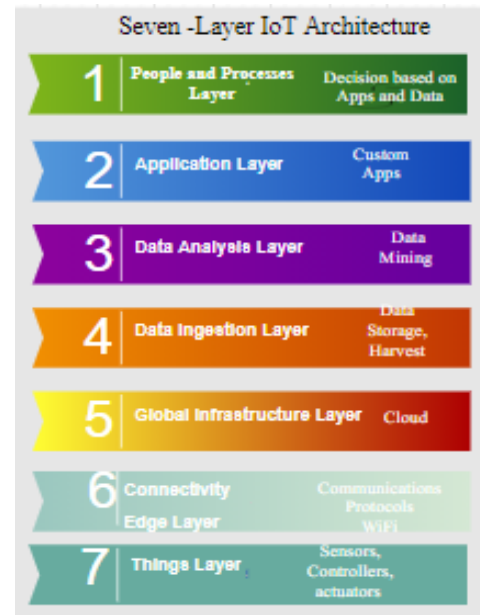 Seven -Layer IoT Architecture
1
People and Processes
Layer
Decision based on
Apps and Data
2
Application Layer
Custom
Apps
3
Data Analysis Layer
Data
Mining
4
Data Ingestion Layer
Data
Storage,
Harvest
5
Global Infrastructure Layer
Cloud
6
Connectivity
Edge Layer
Communications
Protocols
WiFi
7
Things Layer
Sensors,
Controllers,
actuators